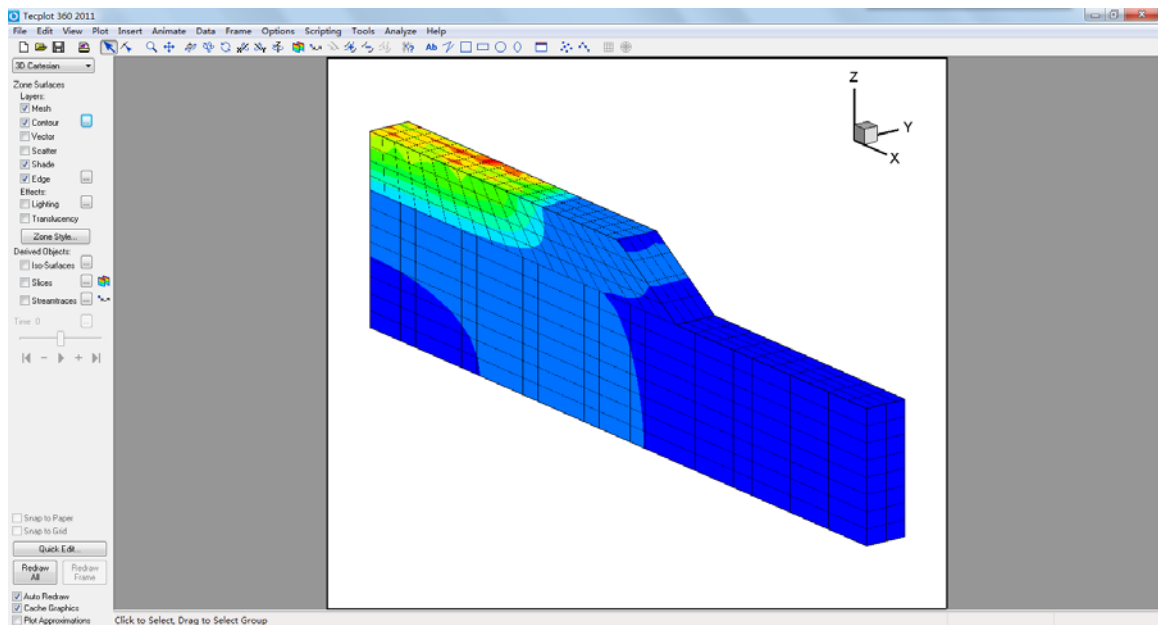 Tecplot 360 2011
File Edit View Plot Insert Animate Data Frame Options Scripting Tools Analyze Help
3D Cartesian
Zone Surfaces
Layers:
Mesh
Contour
Vector
Scatter
Shade
Edge
Effects:
Lighting
Translucency
Zone Style...
Derived Objects:
Iso-Surfaces
Slices
Streamtraces
Time: 0
Snap to Paper
Snap to Grid
Quick Edit...
Redraw All
Redraw Frame
Auto Redraw
Cache Graphics
Plot Approximations
Click to Select, Drag to Select Group
Z
Y
X
Ab